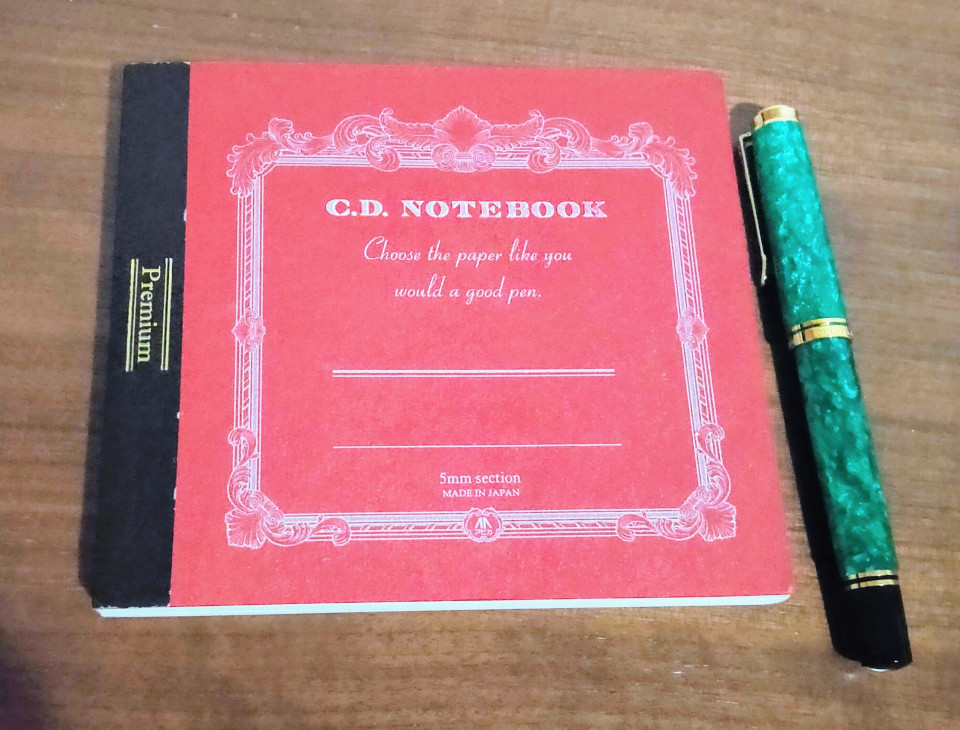 Premium
C.D. NOTEBOOK
Choose the paper like you
would a good pen.
5mm section
MADE IN JAPAN